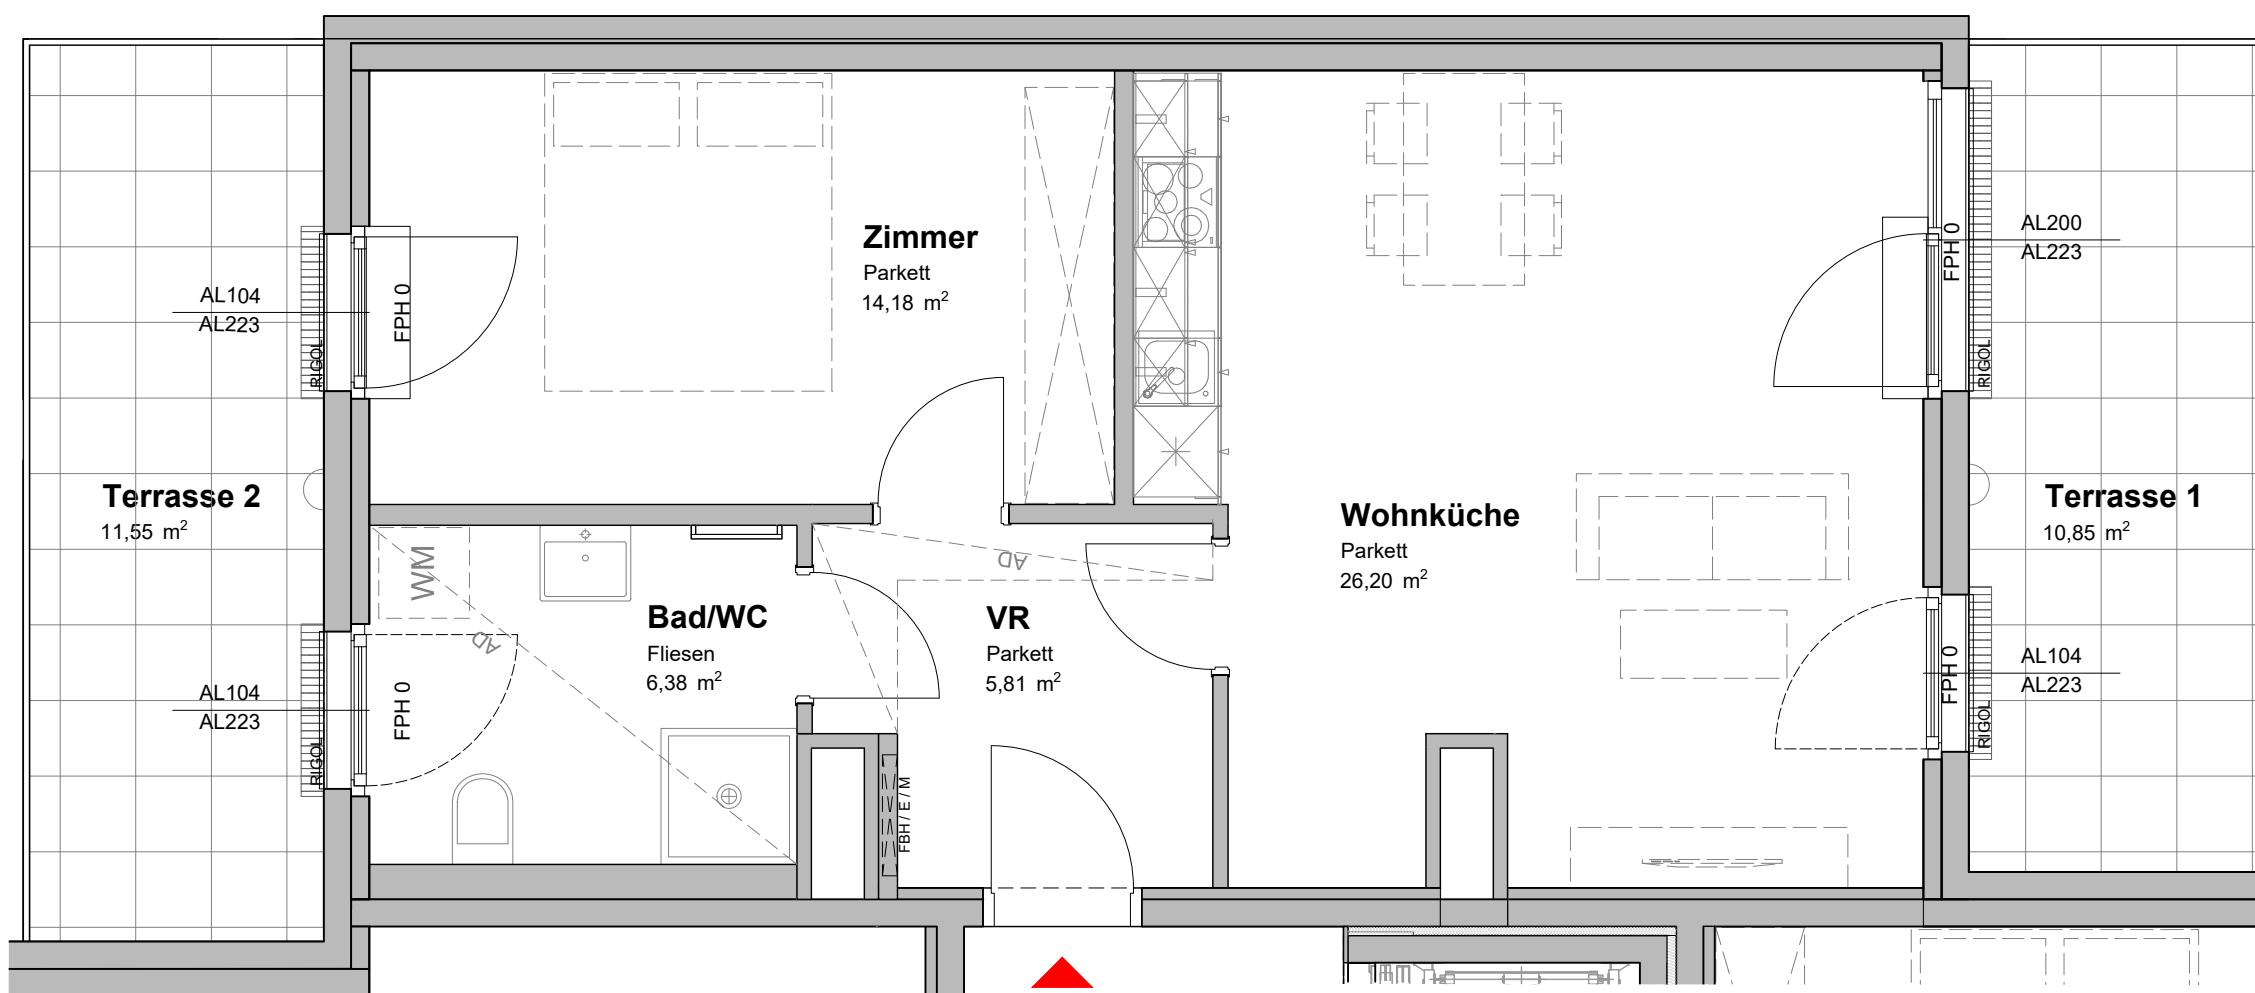 Zimmer
Parkett
14,18 m²
AL104
AL223
FPH 0
RIGOL
AL200
AL223
FPH 0
RIGOL
Terrasse 2
11,55 m²
Wohnküche
Parkett
26,20 m²
Terrasse 1
10,85 m²
WM
AD
AD
Bad/WC
Fliesen
6,38 m²
VR
Parkett
5,81 m²
AL104
AL223
FPH 0
RIGOL
AL104
AL223
FPH 0
RIGOL
FBH / E / M